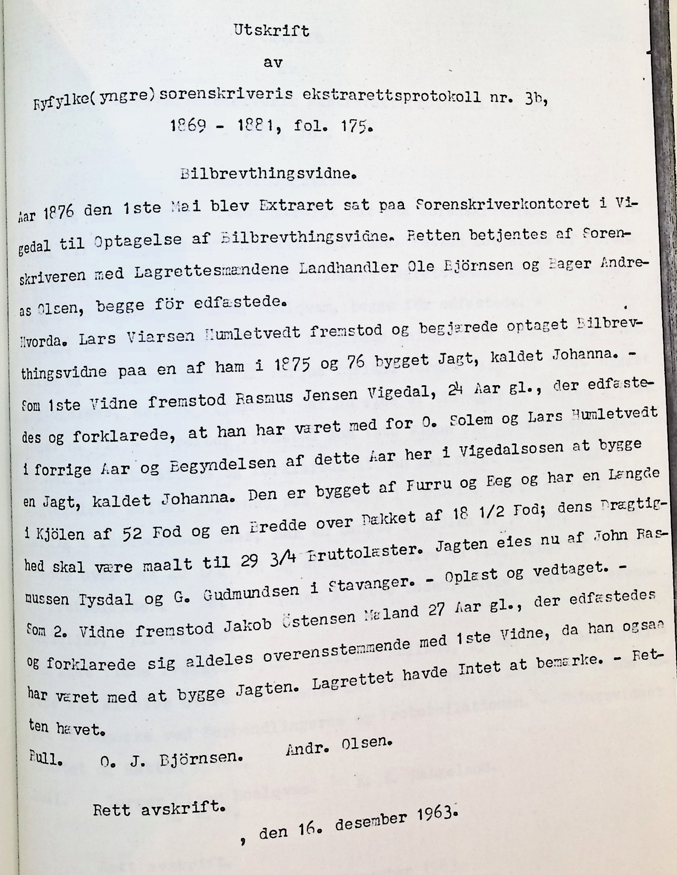 Utskrift
av
Ryfylke(yngre)sorenskriveris ekstrarettsprotokoll nr. 3b,
1869 - 1881, fol. 175.
Bilbrevthingsvidne.
Aar 1876 den 1ste Mai blev Extraret sat paa Sorenskriverkontoret i Vi-
gedal til Optagelse af Bilbrevthingsvidne. Retten betjentes af Soren-
skriveren med Lagrettesmændene Landhandler Ole Björnsen og Bager Andre-
as Olsen, begge för edfæstede.
Hvorda. Lars Viarsen Humletvedt fremstod og begjærede optaget Bilbrev-
thingsvidne paa en af ham i 1875 og 76 bygget Jagt, kaldet Johanna. -
Som 1ste Vidne fremstod Rasmus Jensen Vigedal, 24 Aar gl., der edfæste-
des og forklarede, at han har været med for O. Solem og Lars Humletvedt
i forrige Aar og Begyndelsen af dette Aar her i Vigedalsosen at bygge
en Jagt, kaldet Johanna. Den er bygget af Furru og Eeg og har en Længde
i Kjölen af 52 Fod og en Bredde over Dækket af 18 1/2 Fod; dens Drægtig-
hed skal være maalt til 29 3/4 Bruttolæster. Jagten eies nu af John Ras-
mussen Tysdal og G. Gudmundsen i Stavanger. - Oplæst og vedtaget. -
Som 2. Vidne fremstod Jakob Östensen Mæland 27 Aar gl., der edfæstedes
og forklarede sig aldeles overensstemmende med 1ste Vidne, da han ogsaa
har været med at bygge Jagten. Lagrettet havde Intet at bemærke. - Ret-
ten hævet.
Bull. O. J. Björnsen. Andr. Olsen.
Rett avskrift.
, den 16. desember 1963.